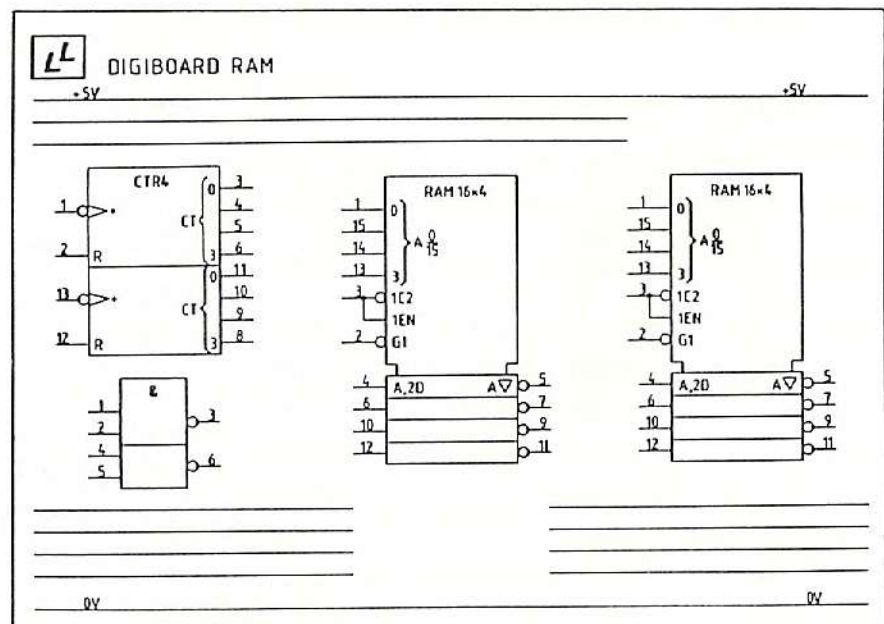 LL DIGIBOARD RAM
+5V +5V
CTR4
1 +
2 R
CT 0 3
4
5
3 6
13 +
12 R
CT 0 11
10
9
3 8
RAM 16×4
1 0
15
14
13 3
A 0/15
3 1C2
1EN
2 G1
4 A,2D A▽ 5
6 7
10 9
12 11
RAM 16×4
1 0
15
14
13 3
A 0/15
3 1C2
1EN
2 G1
4 A,2D A▽ 5
6 7
10 9
12 11
&
1 3
2
4 6
5
0V 0V